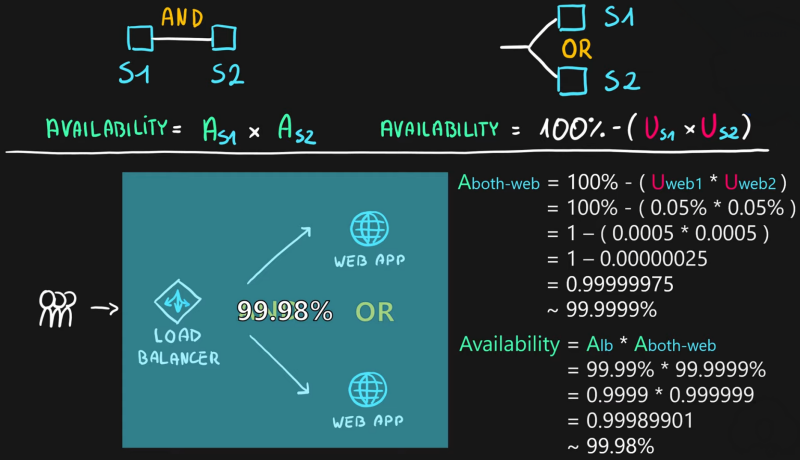 AND
S1 S2
AVAILABILITY = AS1 × AS2
S1
OR
S2
AVAILABILITY = 100% - ( US1 × US2 )
WEB APP
LOAD BALANCER
99.98%
OR
WEB APP
Aboth-web = 100% - ( Uweb1 * Uweb2 )
= 100% - ( 0.05% * 0.05% )
= 1 – ( 0.0005 * 0.0005 )
= 1 – 0.00000025
= 0.99999975
~ 99.9999%
Availability = Alb * Aboth-web
= 99.99% * 99.9999%
= 0.9999 * 0.999999
= 0.99989901
~ 99.98%